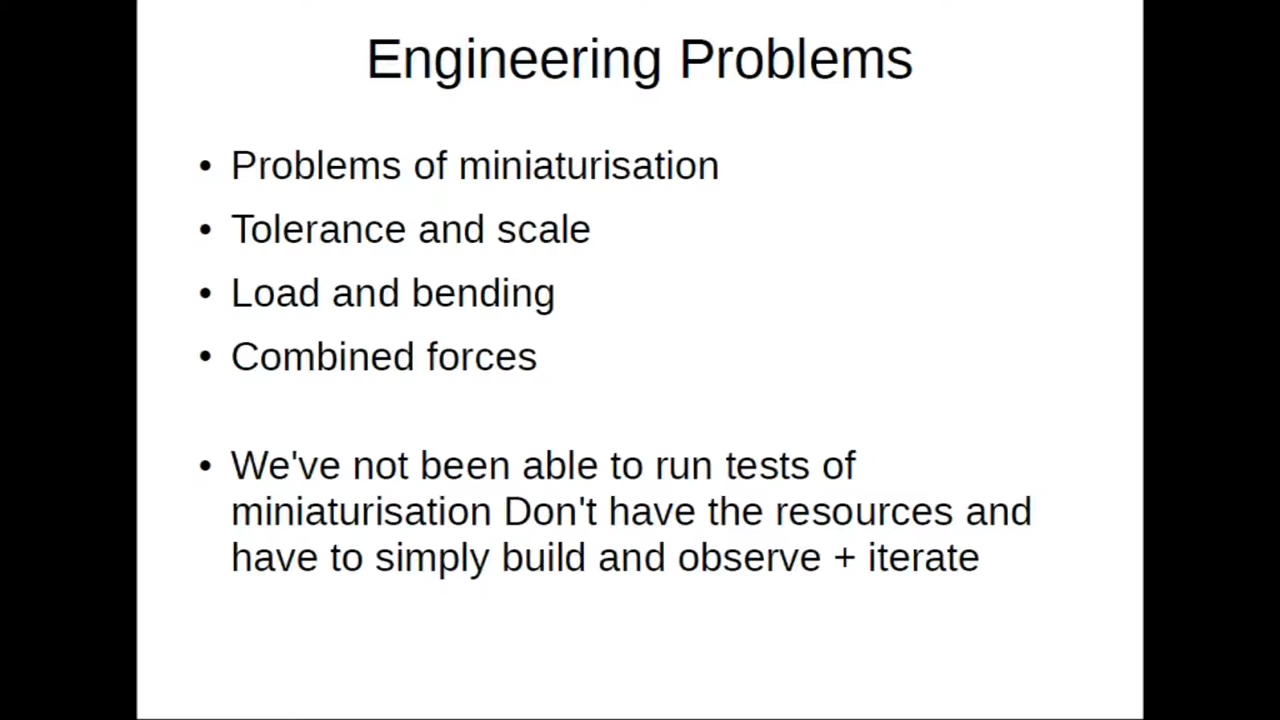 Engineering Problems
• Problems of miniaturisation
• Tolerance and scale
• Load and bending
• Combined forces
• We've not been able to run tests of
miniaturisation Don't have the resources and
have to simply build and observe + iterate